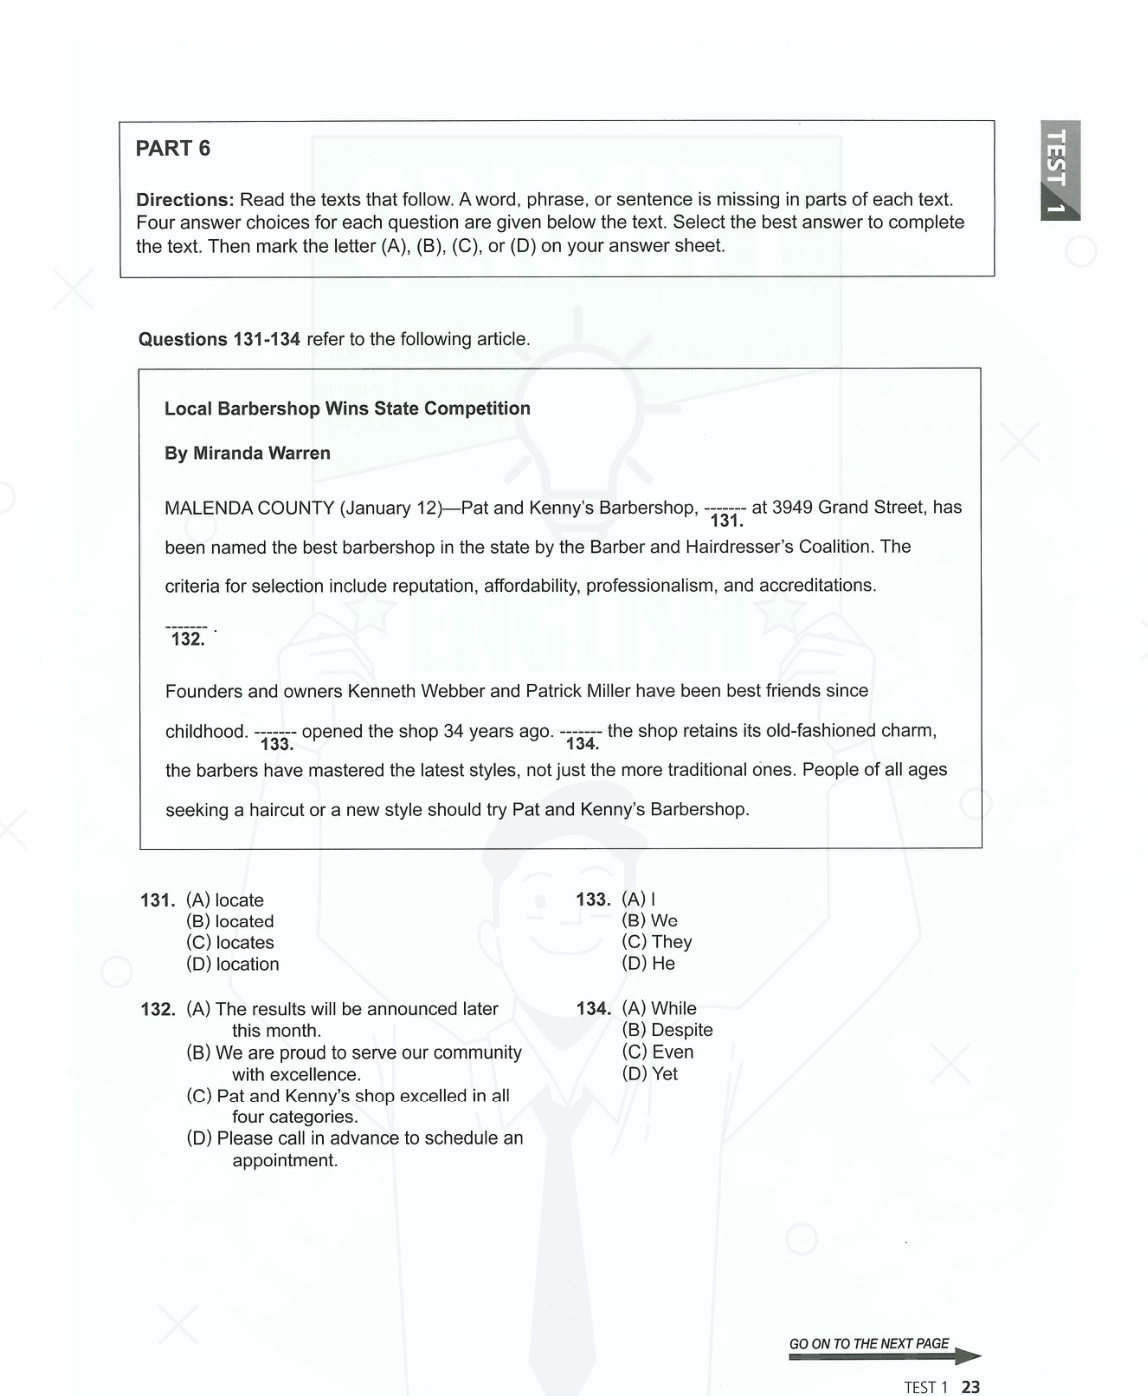 TEST 1
PART 6
Directions: Read the texts that follow. A word, phrase, or sentence is missing in parts of each text.
Four answer choices for each question are given below the text. Select the best answer to complete
the text. Then mark the letter (A), (B), (C), or (D) on your answer sheet.
Questions 131-134 refer to the following article.
Local Barbershop Wins State Competition
By Miranda Warren
MALENDA COUNTY (January 12)—Pat and Kenny's Barbershop, ------- at 3949 Grand Street, has
131.
been named the best barbershop in the state by the Barber and Hairdresser's Coalition. The
criteria for selection include reputation, affordability, professionalism, and accreditations.
------- .
132.
Founders and owners Kenneth Webber and Patrick Miller have been best friends since
childhood. ------- opened the shop 34 years ago. ------- the shop retains its old-fashioned charm,
133. 134.
the barbers have mastered the latest styles, not just the more traditional ones. People of all ages
seeking a haircut or a new style should try Pat and Kenny's Barbershop.
131. (A) locate
(B) located
(C) locates
(D) location
132. (A) The results will be announced later
this month.
(B) We are proud to serve our community
with excellence.
(C) Pat and Kenny's shop excelled in all
four categories.
(D) Please call in advance to schedule an
appointment.
133. (A) I
(B) We
(C) They
(D) He
134. (A) While
(B) Despite
(C) Even
(D) Yet
ENGLISH
GO ON TO THE NEXT PAGE
TEST 1 23